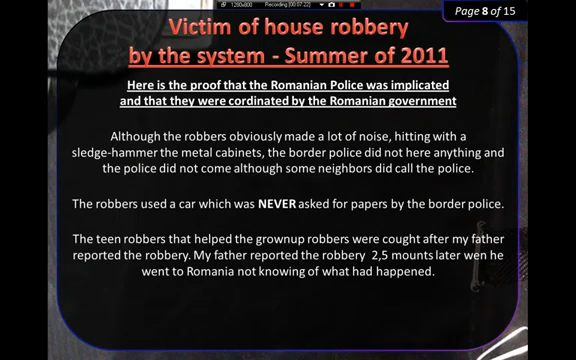 1280x800
Recording [00:07:22]
Page 8 of 15
Victim of house robbery
by the system - Summer of 2011
Here is the proof that the Romanian Police was implicated
and that they were cordinated by the Romanian government
Although the robbers obviously made a lot of noise, hitting with a
sledge-hammer the metal cabinets, the border police did not here anything and
the police did not come although some neighbors did call the police.
The robbers used a car which was NEVER asked for papers by the border police.
The teen robbers that helped the grownup robbers were cought after my father
reported the robbery. My father reported the robbery 2,5 mounts later wen he
went to Romania not knowing of what had happened.